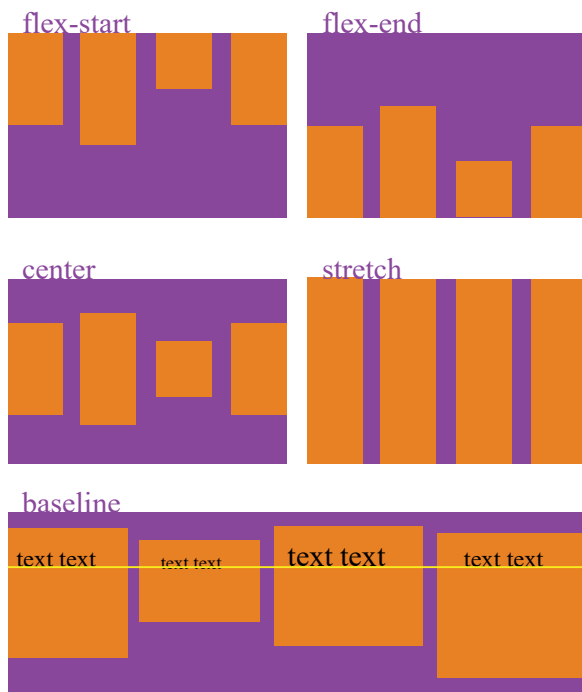 flex-start
flex-end
center
stretch
baseline
text text
text text
text text
text text